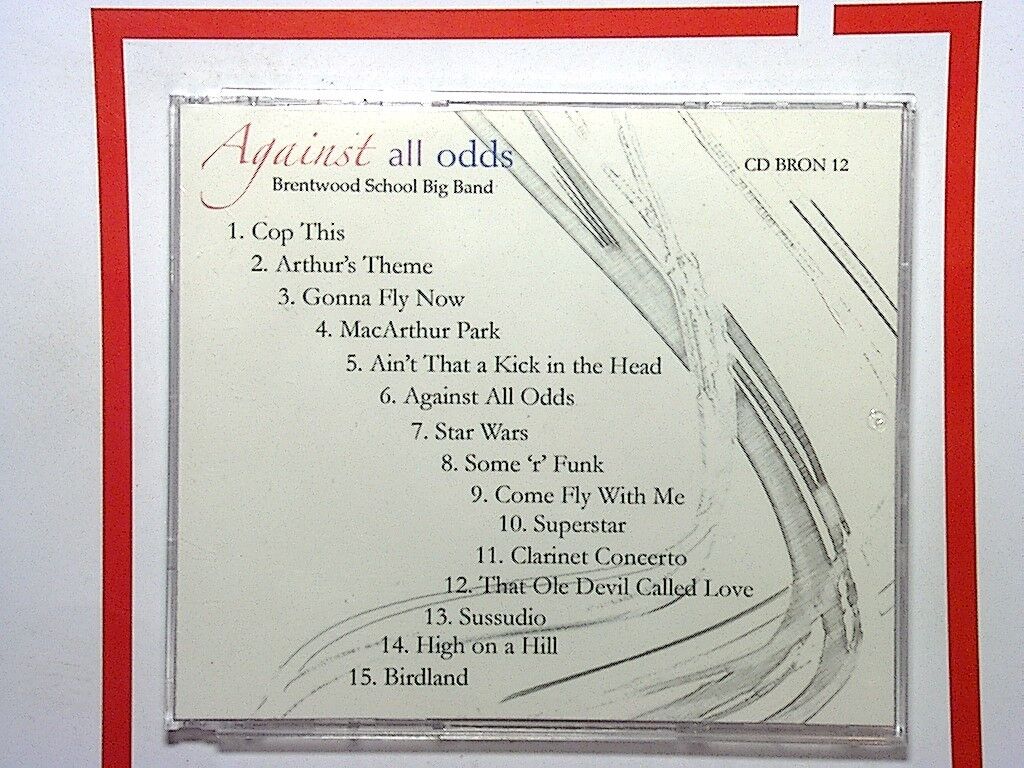 Against all odds
CD BRON 12
Brentwood School Big Band
1. Cop This
2. Arthur's Theme
3. Gonna Fly Now
4. MacArthur Park
5. Ain't That a Kick in the Head
6. Against All Odds
7. Star Wars
8. Some 'r' Funk
9. Come Fly With Me
10. Superstar
11. Clarinet Concerto
12. That Ole Devil Called Love
13. Sussudio
14. High on a Hill
15. Birdland